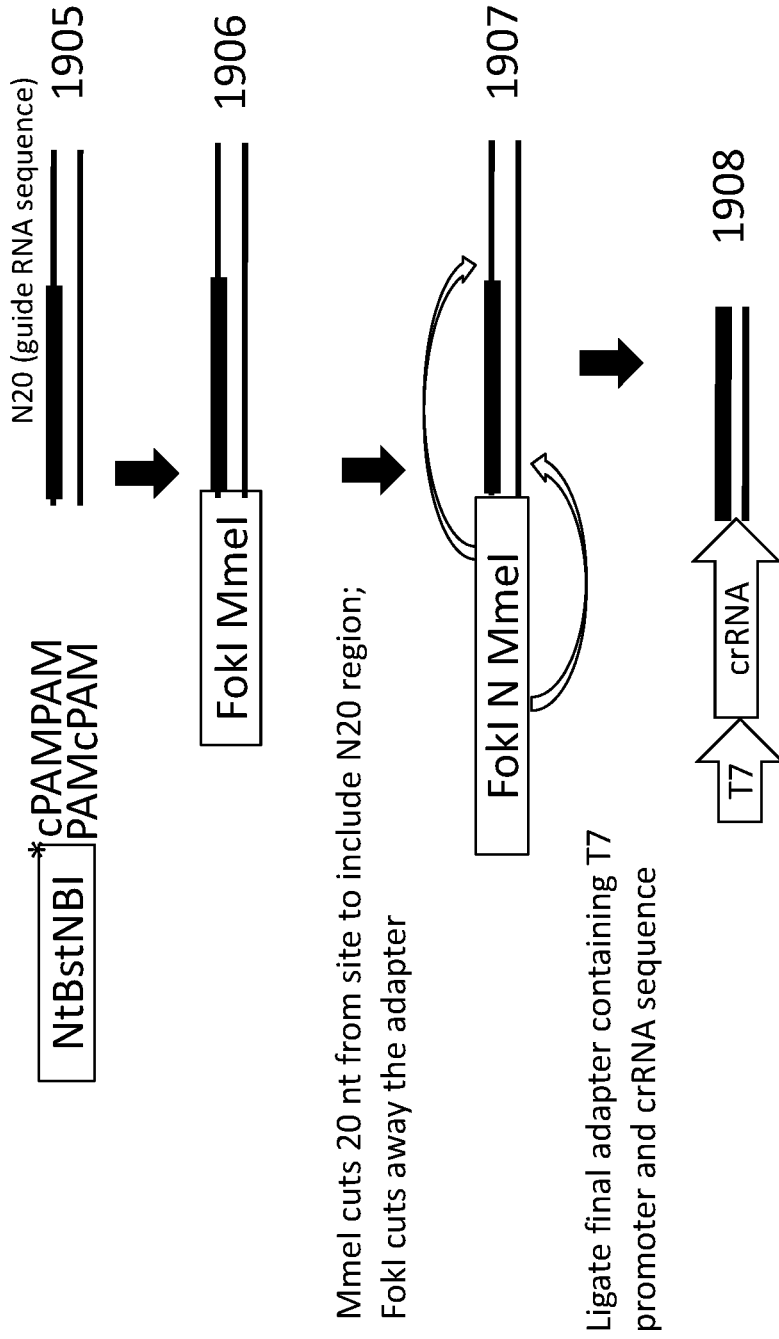 N20 (guide RNA sequence)
NtBstNBI
*cPAMPAM
PAMcPAM
1905
FokI MmeI
1906
MmeI cuts 20 nt from site to include N20 region;
FokI cuts away the adapter
FokI N MmeI
1907
Ligate final adapter containing T7
promoter and crRNA sequence
T7
crRNA
1908